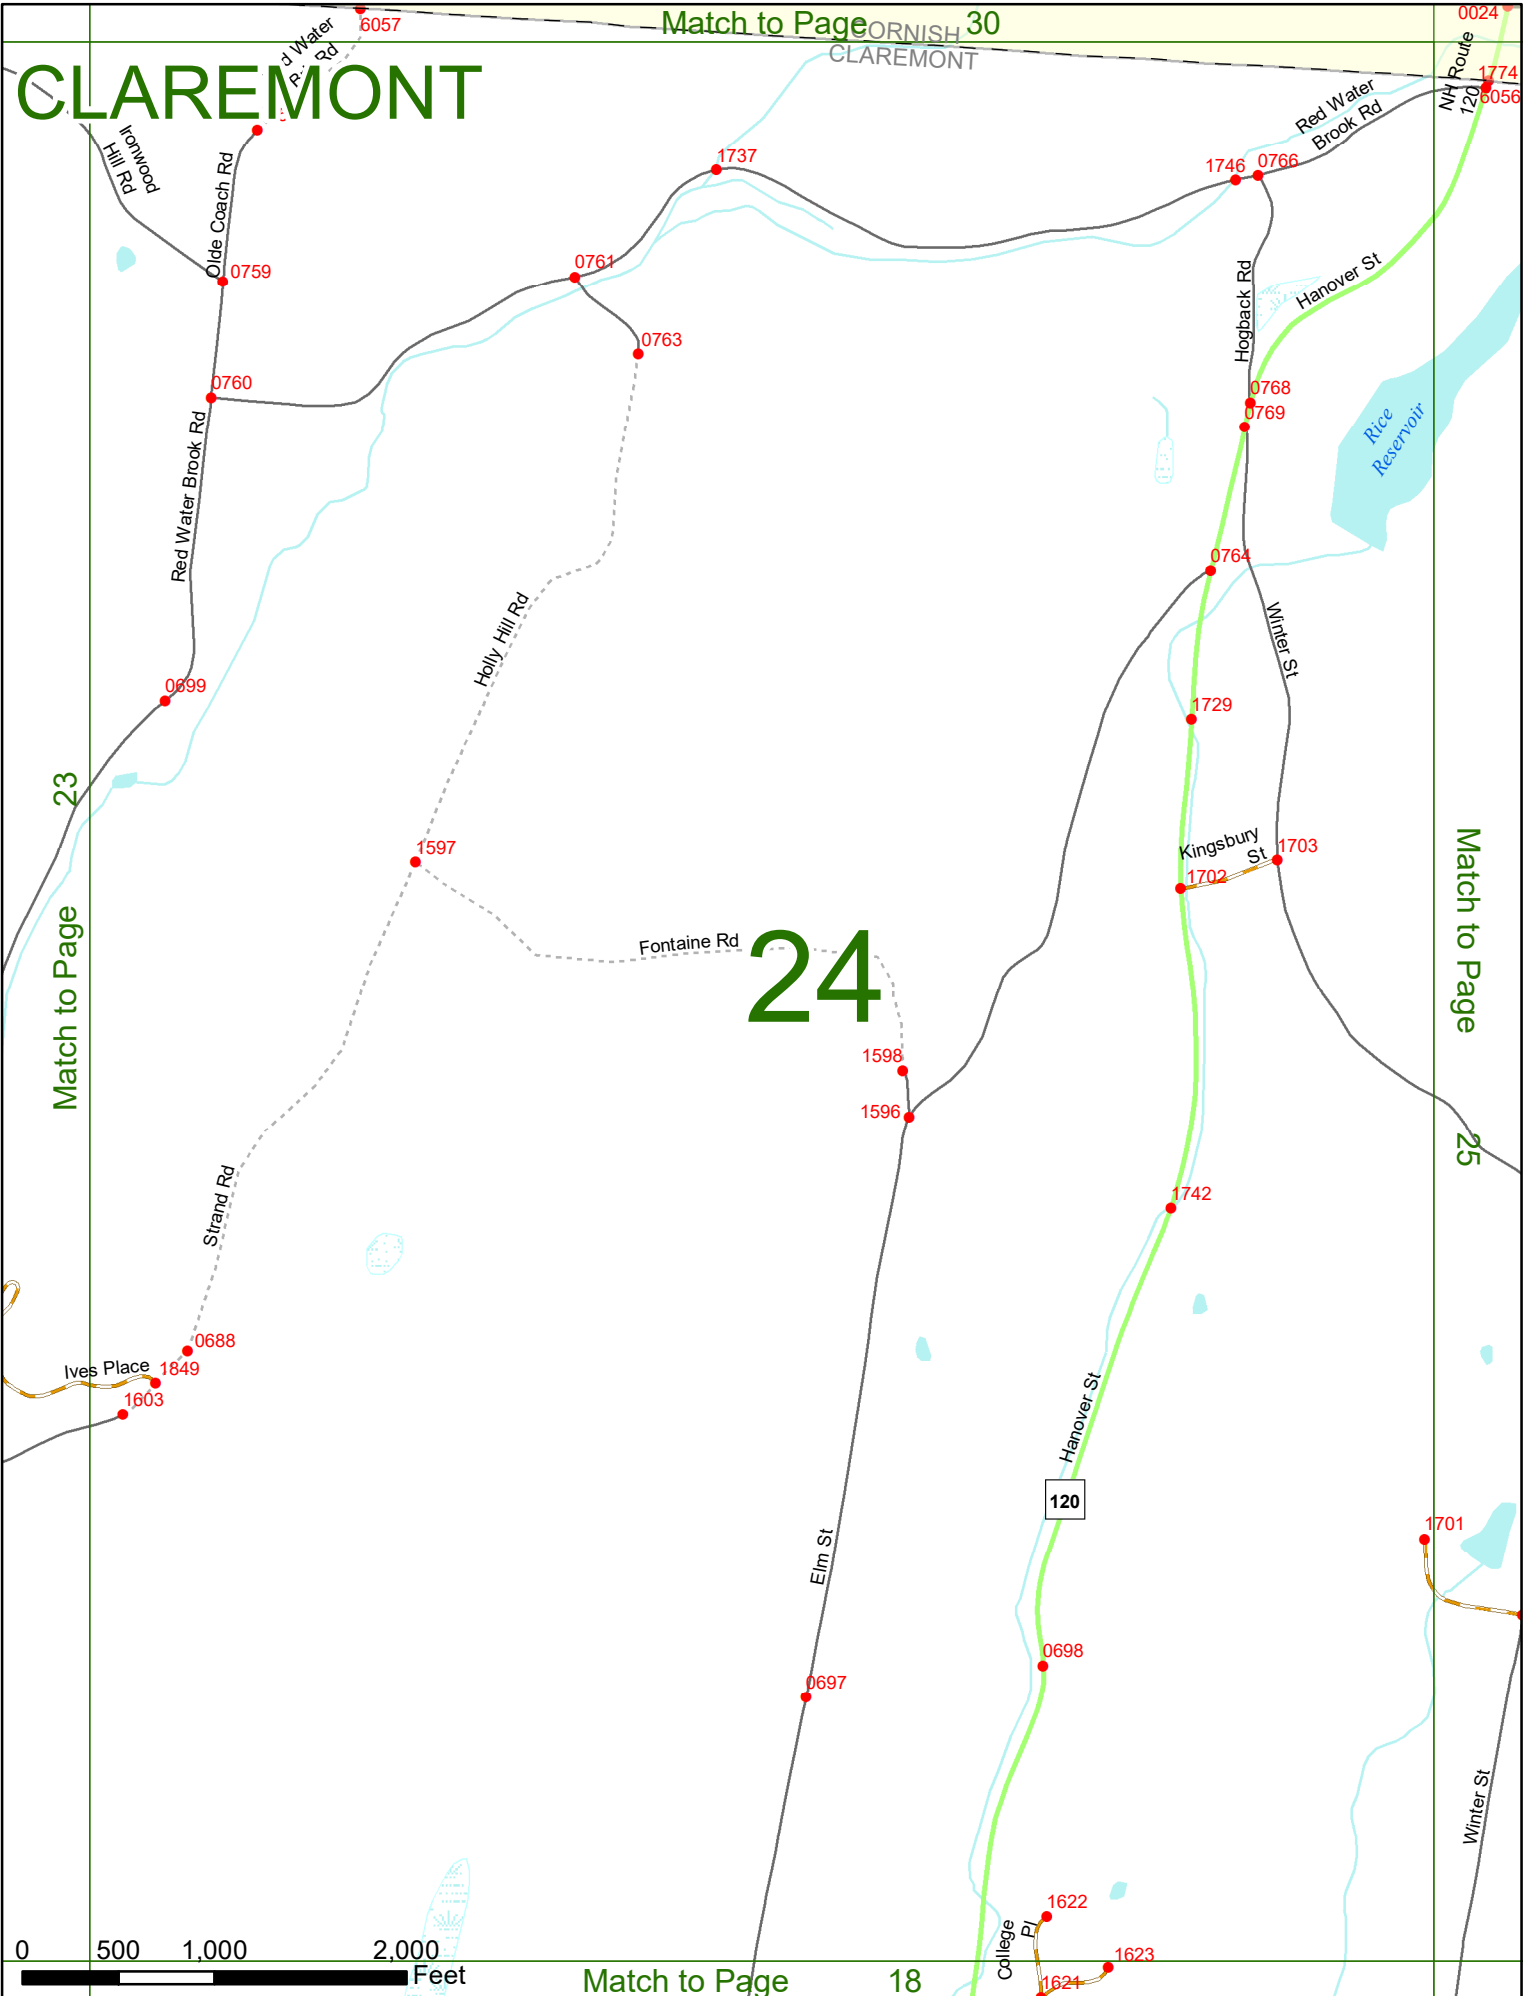 Match to Page 30
CORNISH
CLAREMONT
0024
6057
d Water
Rd
CLAREMONT
NH Route
120
1774
6056
Red Water
Brook Rd
Ironwood
Hill Rd
Olde Coach Rd
1737
1746
0766
0759
0761
Hogback Rd
Hanover St
0763
0760
0768
0769
Rice
Reservoir
Red Water Brook Rd
0764
Holly Hill Rd
Winter St
0699
1729
23
Match to Page
1597
Kingsbury
St
1703
1702
Match to Page
25
Fontaine Rd
24
1598
1596
Strand Rd
1742
0688
Ives Place
1849
1603
Hanover St
120
Elm St
1701
0698
0697
Winter St
College
Pl
1622
1623
1621
0 500 1,000 2,000
Feet
Match to Page 18